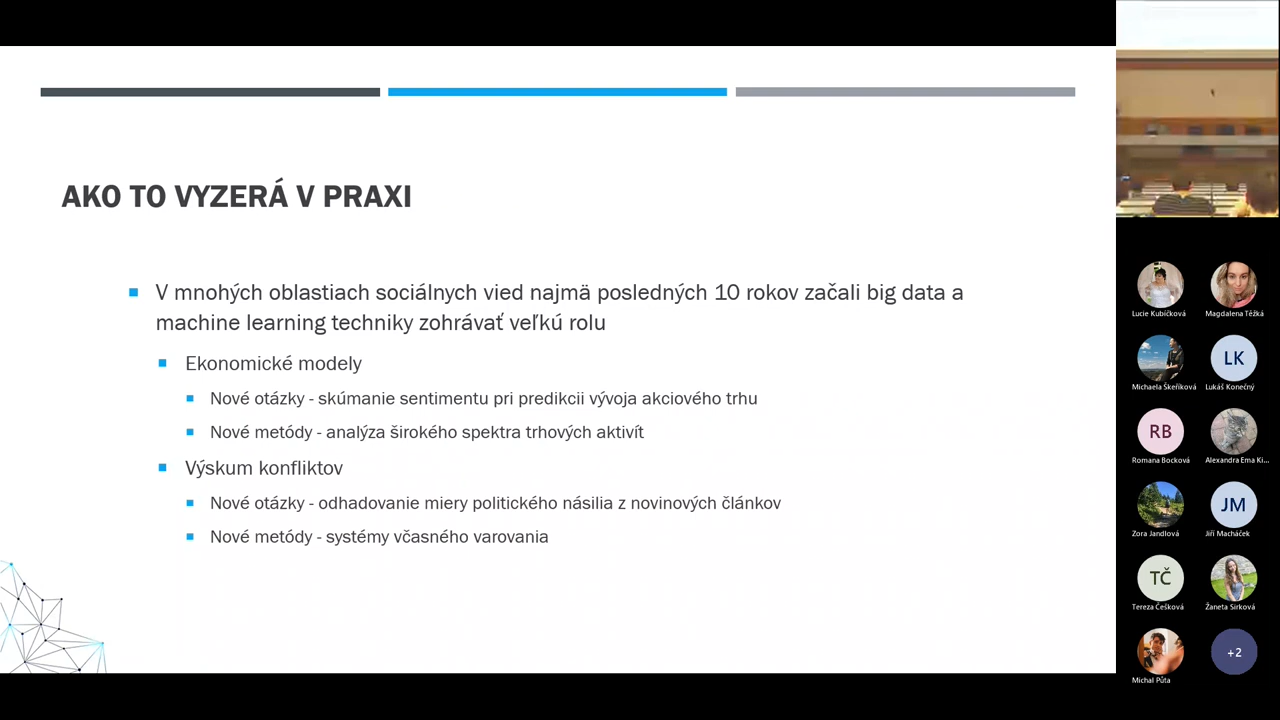 AKO TO VYZERÁ V PRAXI
V mnohých oblastiach sociálnych vied najmä posledných 10 rokov začali big data a
machine learning techniky zohrávať veľkú rolu
Ekonomické modely
Nové otázky - skúmanie sentimentu pri predikcii vývoja akciového trhu
Nové metódy - analýza širokého spektra trhových aktivít
Výskum konfliktov
Nové otázky - odhadovanie miery politického násilia z novinových článkov
Nové metódy - systémy včasného varovania
Lucie Kubíčková
Magdalena Těžká
Michaela Škeříková
LK
Lukáš Konečný
RB
Romana Bocková
Alexandra Ema Ki...
Zora Jandlová
JM
Jiří Macháček
TČ
Tereza Češková
Žaneta Sirková
Michal Půta
+2